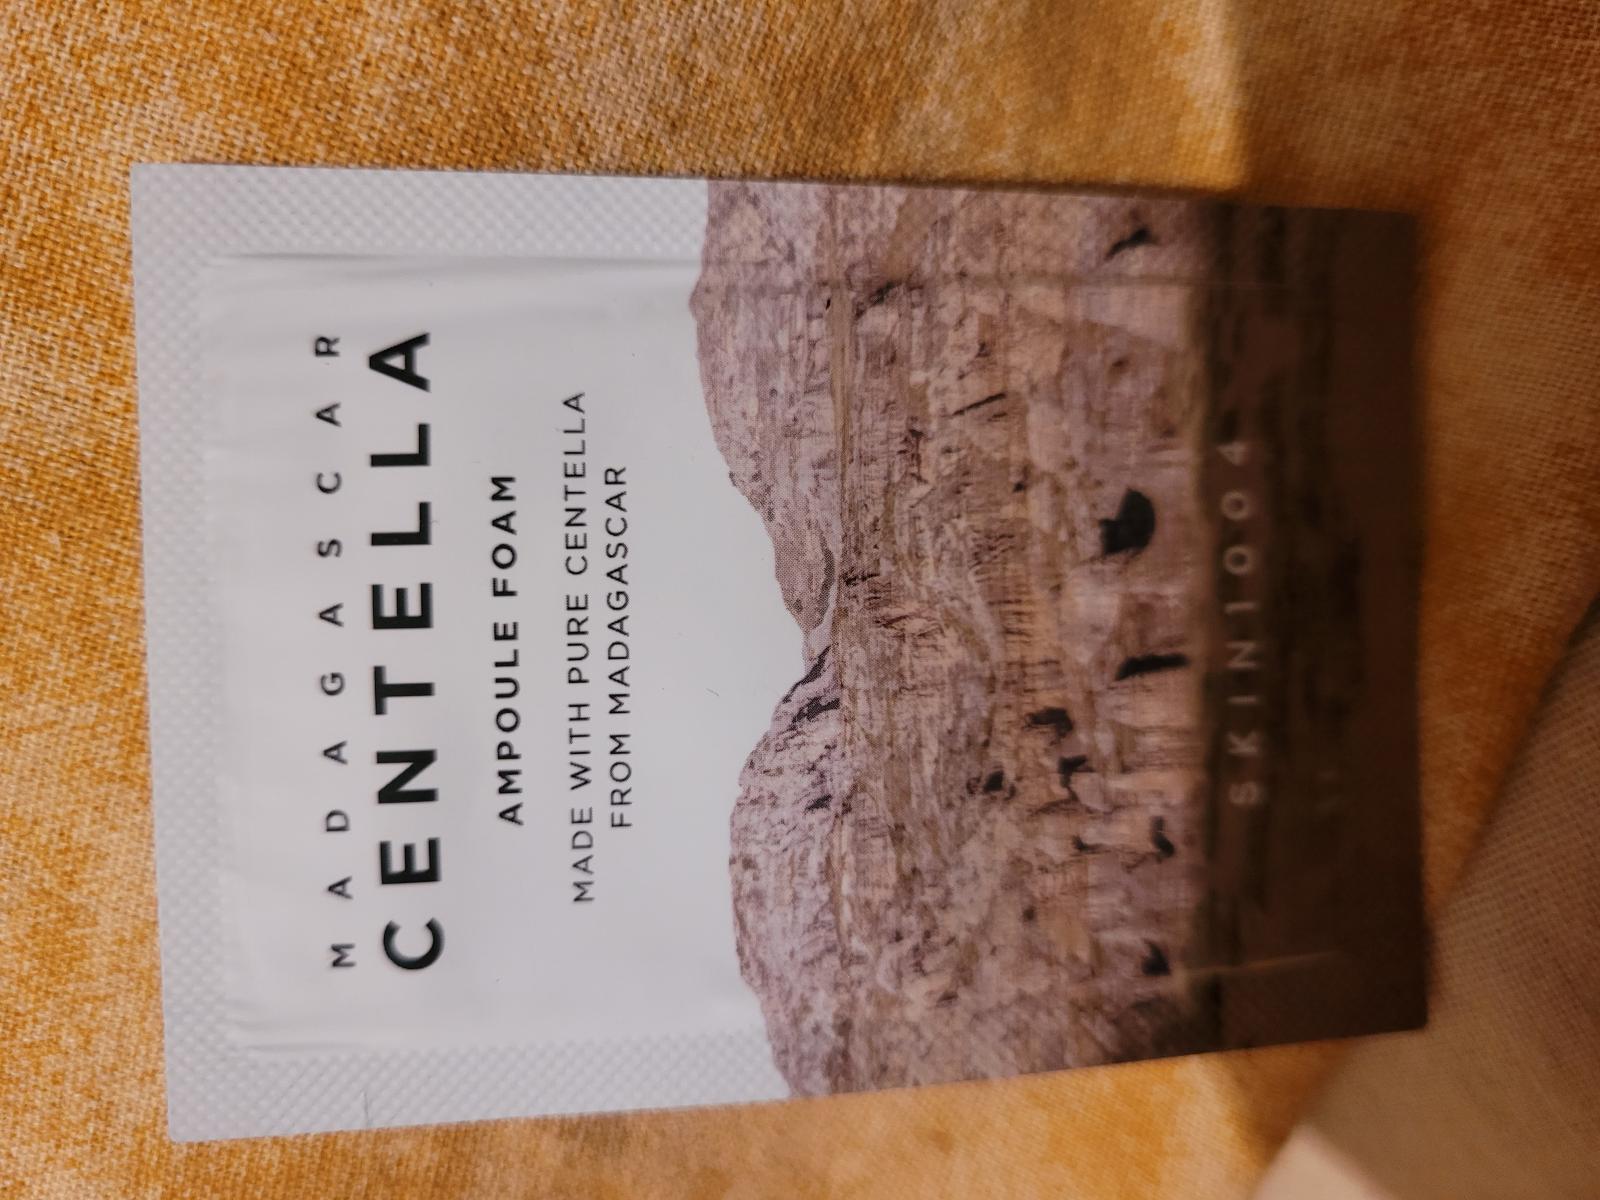 MADAGASCAR
CENTELLA
AMPOULE FOAM
MADE WITH PURE CENTELLA
FROM MADAGASCAR
SKIN1004